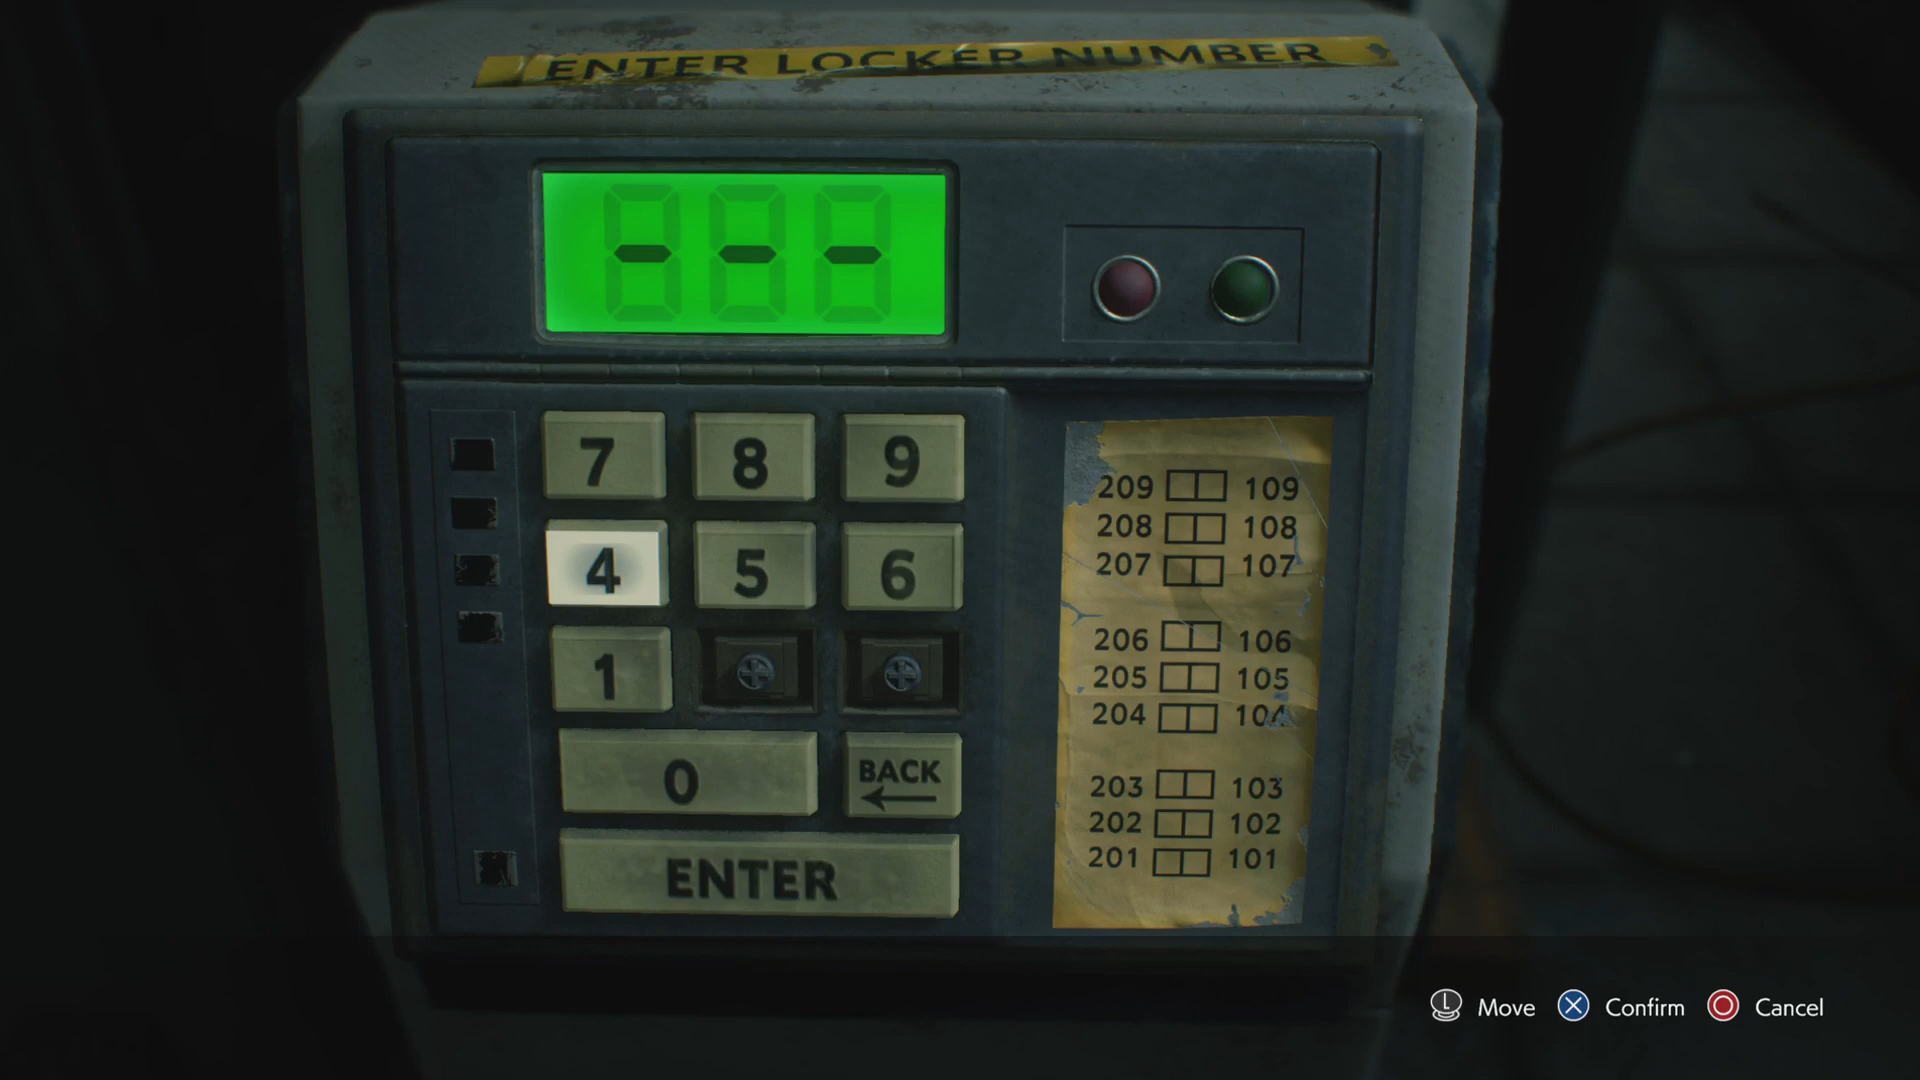 ENTER LOCKER NUMBER
- - -
7 8 9
4 5 6
1
0 BACK
ENTER
209 109
208 108
207 107
206 106
205 105
204 104
203 103
202 102
201 101
L Move Confirm Cancel